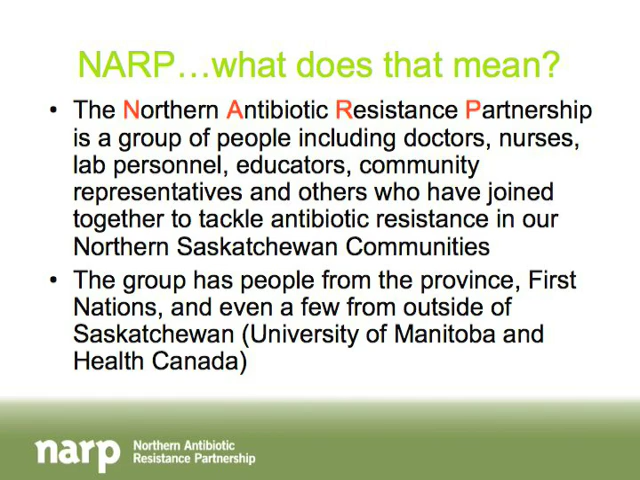 NARP…what does that mean?
• The Northern Antibiotic Resistance Partnership
is a group of people including doctors, nurses,
lab personnel, educators, community
representatives and others who have joined
together to tackle antibiotic resistance in our
Northern Saskatchewan Communities
• The group has people from the province, First
Nations, and even a few from outside of
Saskatchewan (University of Manitoba and
Health Canada)
narp
Northern Antibiotic
Resistance Partnership